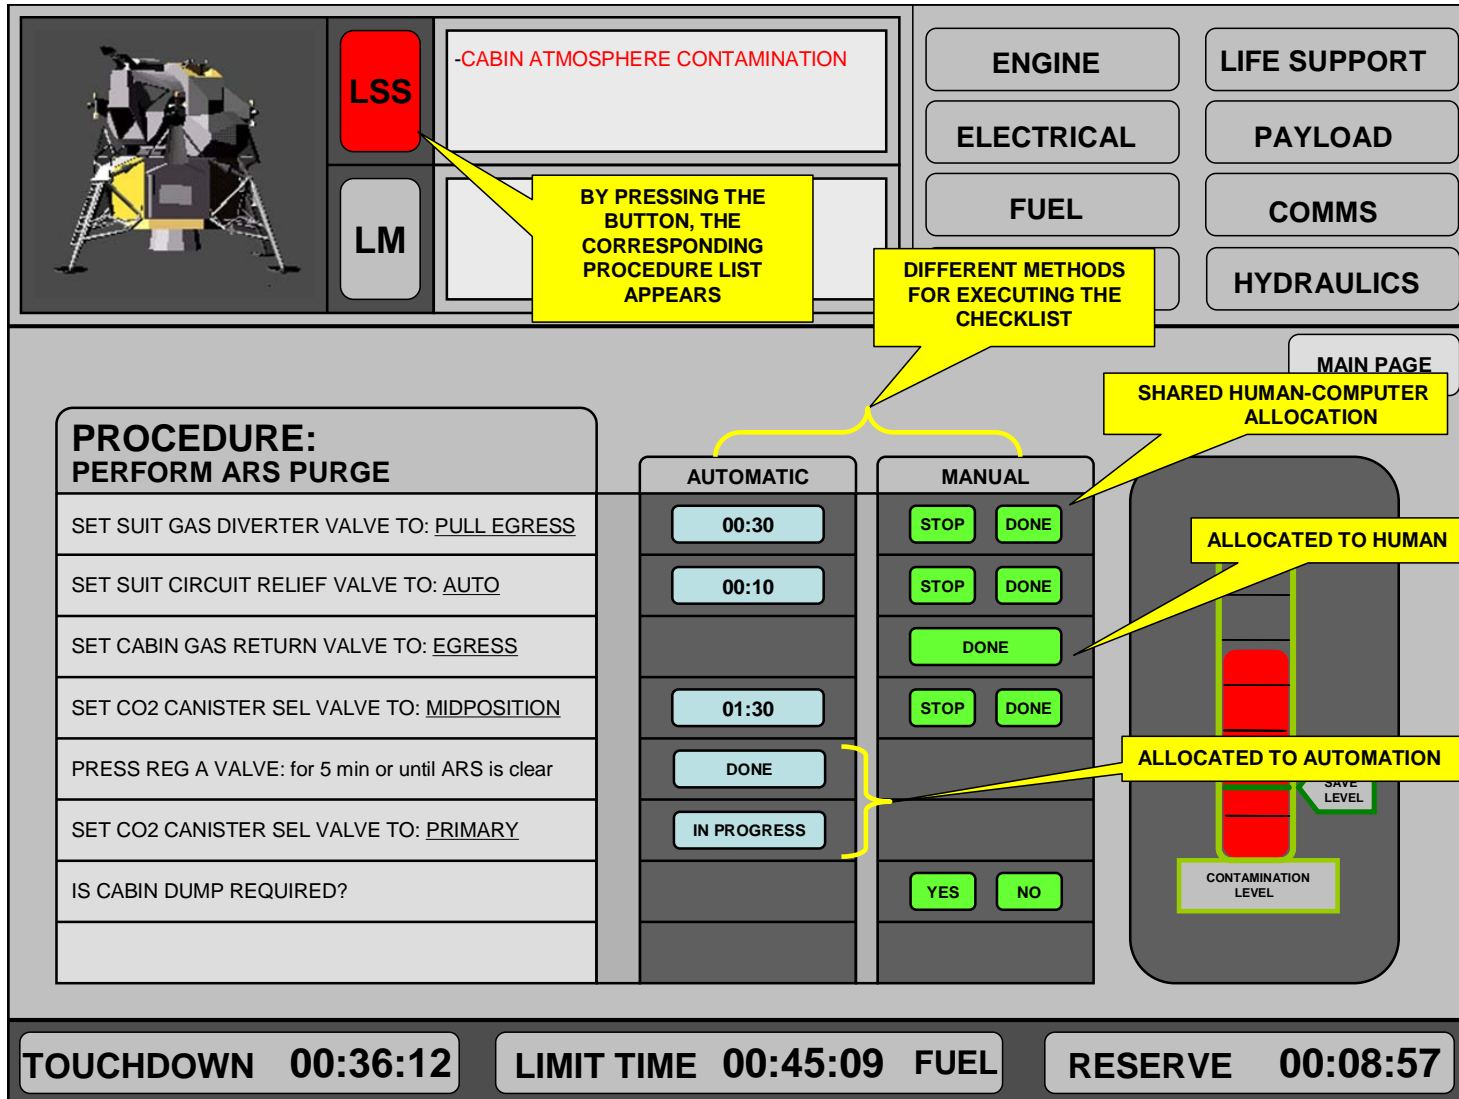 LSS
-CABIN ATMOSPHERE CONTAMINATION
LM
ENGINE
LIFE SUPPORT
ELECTRICAL
PAYLOAD
FUEL
COMMS
HYDRAULICS
BY PRESSING THE
BUTTON, THE
CORRESPONDING
PROCEDURE LIST
APPEARS
DIFFERENT METHODS
FOR EXECUTING THE
CHECKLIST
MAIN PAGE
SHARED HUMAN-COMPUTER
ALLOCATION
PROCEDURE:
PERFORM ARS PURGE
AUTOMATIC
MANUAL
SET SUIT GAS DIVERTER VALVE TO: PULL EGRESS
00:30
STOP
DONE
ALLOCATED TO HUMAN
SET SUIT CIRCUIT RELIEF VALVE TO: AUTO
00:10
STOP
DONE
SET CABIN GAS RETURN VALVE TO: EGRESS
DONE
SET CO2 CANISTER SEL VALVE TO: MIDPOSITION
01:30
STOP
DONE
PRESS REG A VALVE: for 5 min or until ARS is clear
DONE
ALLOCATED TO AUTOMATION
SAVE
LEVEL
SET CO2 CANISTER SEL VALVE TO: PRIMARY
IN PROGRESS
IS CABIN DUMP REQUIRED?
YES
NO
CONTAMINATION
LEVEL
TOUCHDOWN 00:36:12
LIMIT TIME 00:45:09 FUEL
RESERVE 00:08:57